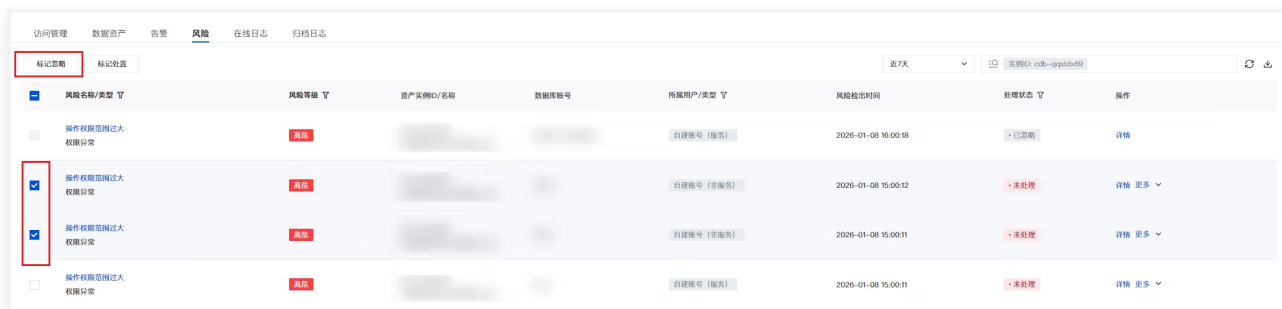 访问管理 数据资产 告警 风险 在线日志 归档日志
标记忽略 标记处置 近7天 实例ID: cdb-qqstdx89
风险名称/类型 风险等级 资产实例ID/名称 数据库账号 所属用户/类型 风险检出时间 处理状态 操作
操作权限范围过大
权限异常
高危 自建账号（服务） 2026-01-08 16:00:18 · 已忽略 详情
操作权限范围过大
权限异常
高危 自建账号（非服务） 2026-01-08 15:00:12 · 未处理 详情 更多
操作权限范围过大
权限异常
高危 自建账号（非服务） 2026-01-08 15:00:11 · 未处理 详情 更多
操作权限范围过大
权限异常
高危 自建账号（服务） 2026-01-08 15:00:11 · 未处理 详情 更多